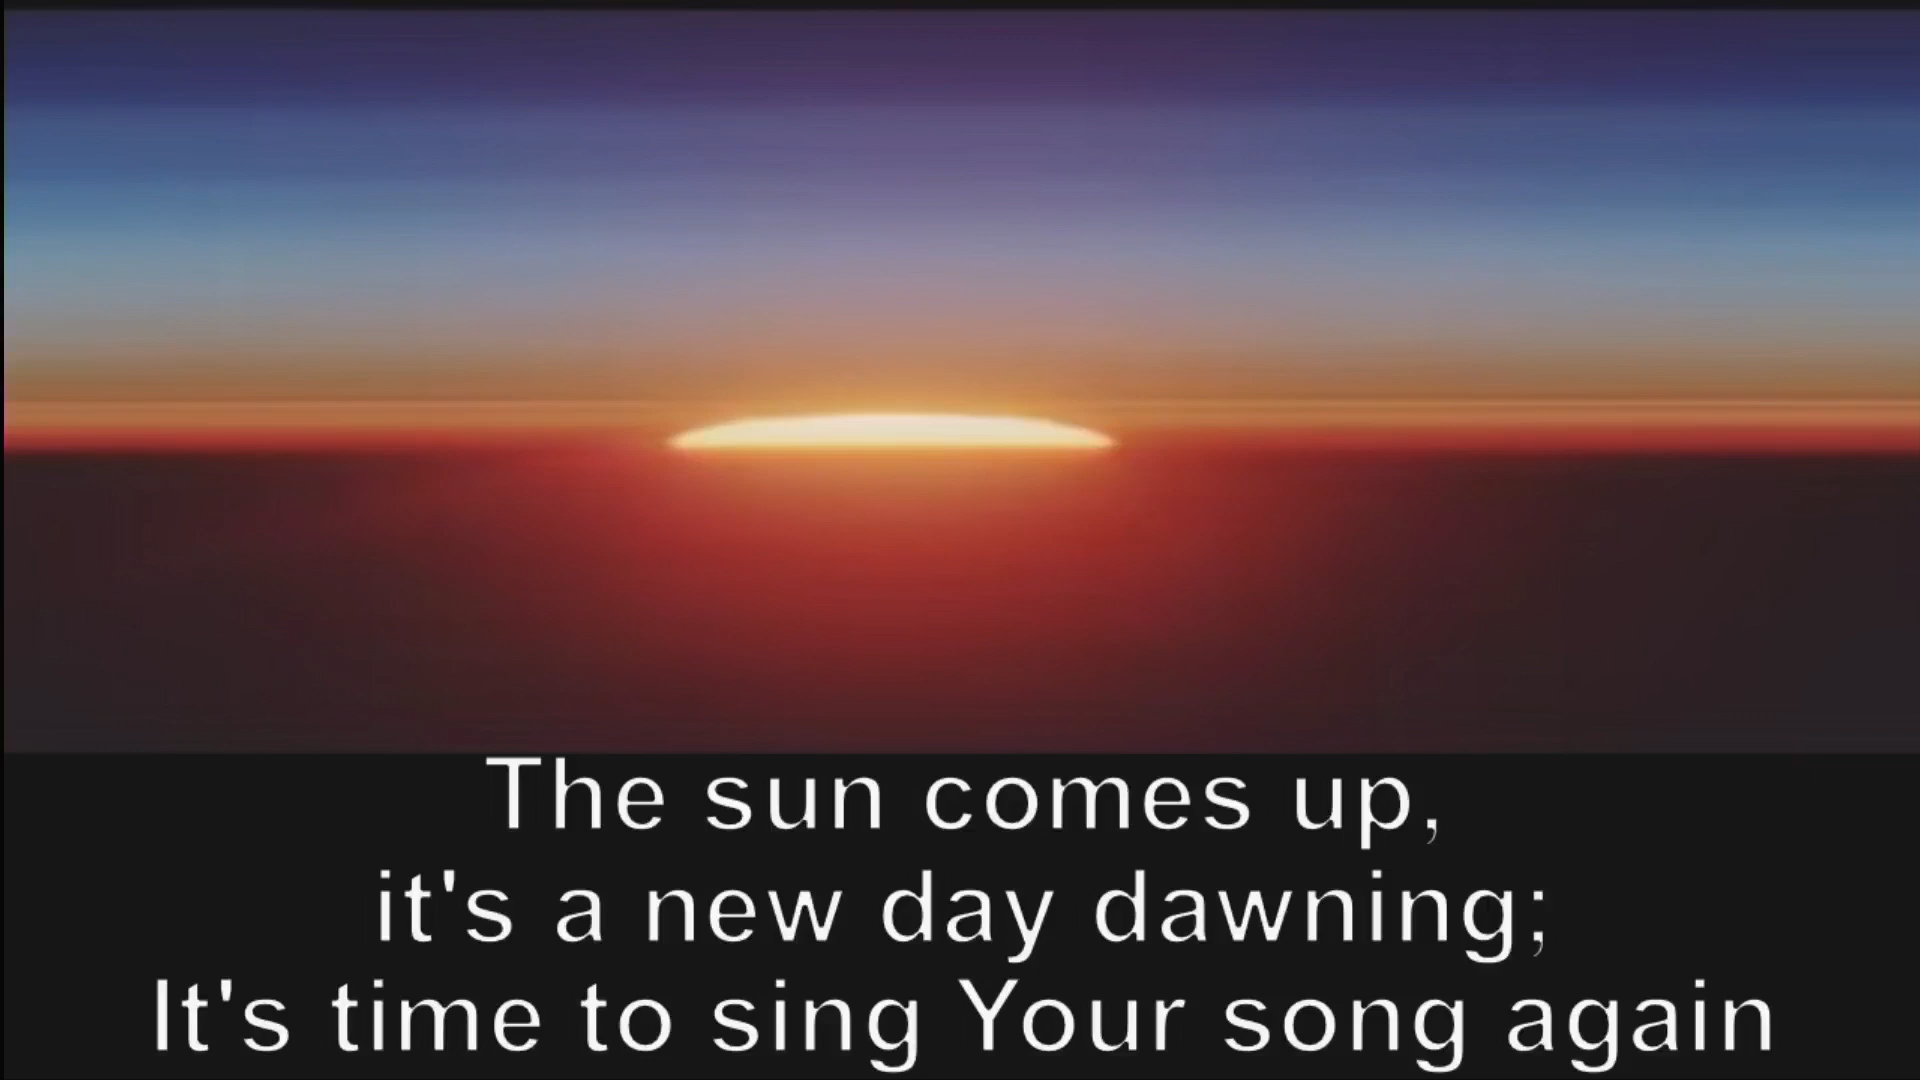 The sun comes up,
it's a new day dawning;
It's time to sing Your song again